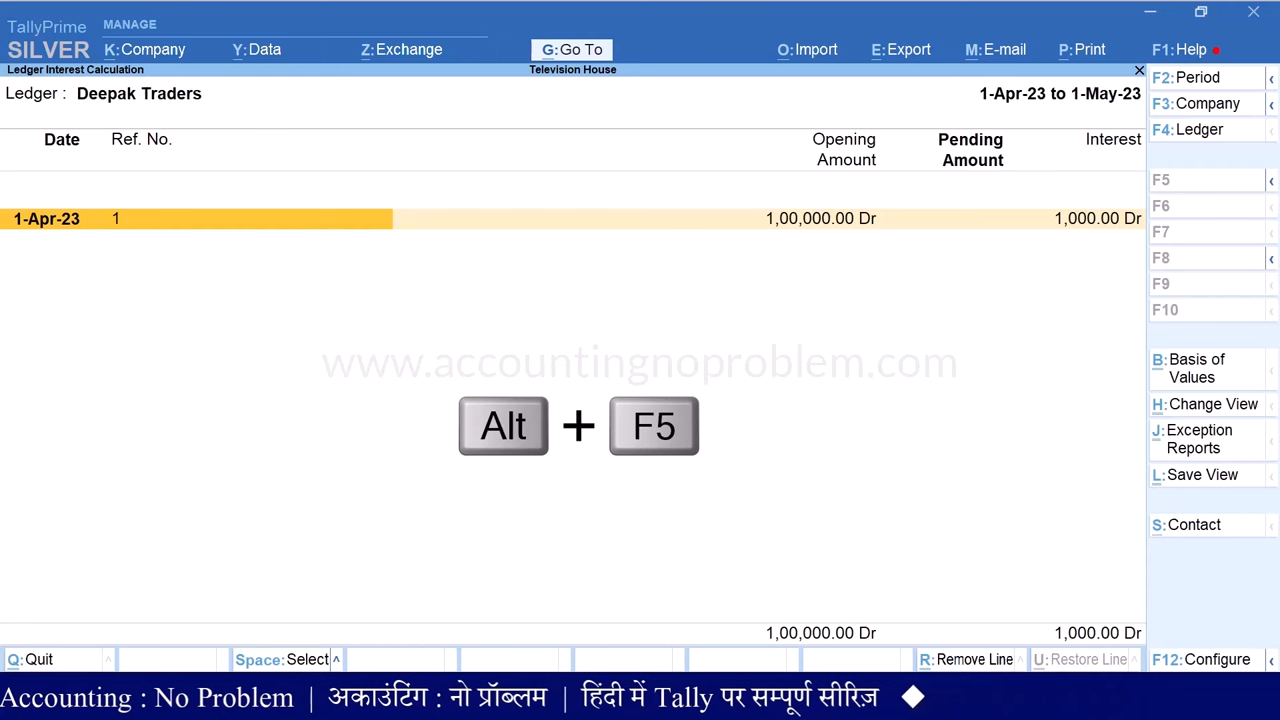 TallyPrime MANAGE
SILVER K:Company Y:Data Z:Exchange G:Go To O:Import E:Export M:E-mail P:Print F1:Help
Ledger Interest Calculation Television House
Ledger : Deepak Traders 1-Apr-23 to 1-May-23
Date Ref. No. Opening Amount Pending Amount Interest
1-Apr-23 1 1,00,000.00 Dr 1,000.00 Dr
www.accountingnoproblem.com
Alt + F5
1,00,000.00 Dr 1,000.00 Dr
F2:Period
F3:Company
F4:Ledger
F5
F6
F7
F8
F9
F10
B:Basis of
Values
H:Change View
J:Exception
Reports
L:Save View
S:Contact
Q:Quit Space:Select R:Remove Line U:Restore Line F12:Configure
Accounting : No Problem | अकाउंटिंग : नो प्रॉब्लम | हिंदी में Tally पर सम्पूर्ण सीरिज़